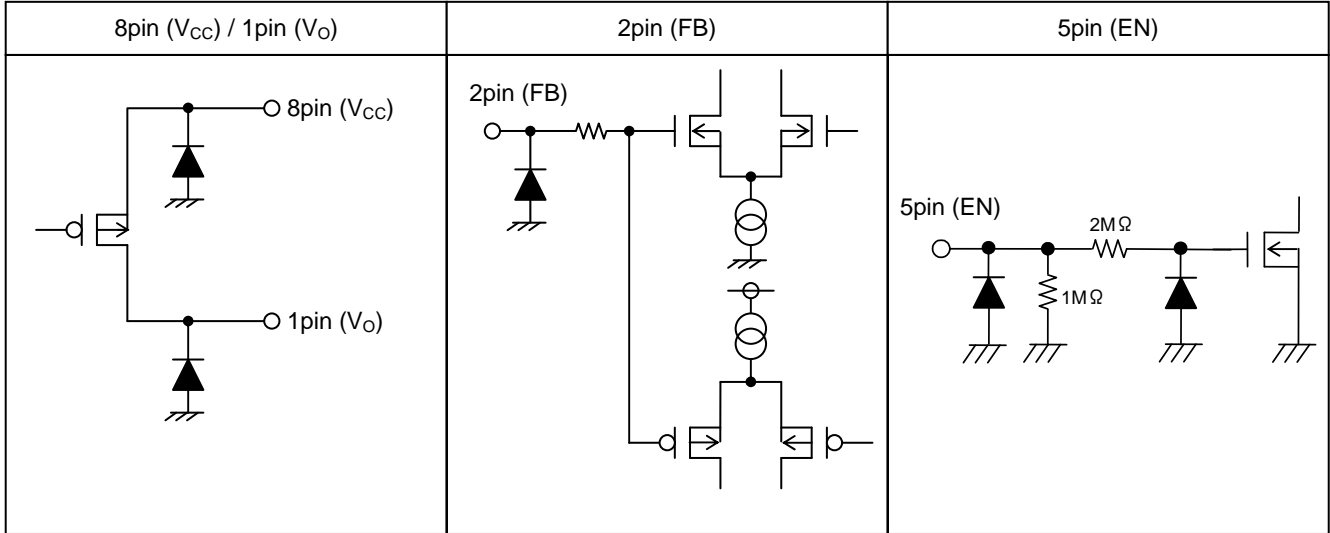 8pin (VCC) / 1pin (VO)
8pin (VCC)
1pin (VO)
2pin (FB)
2pin (FB)
5pin (EN)
5pin (EN)
2MΩ
1MΩ